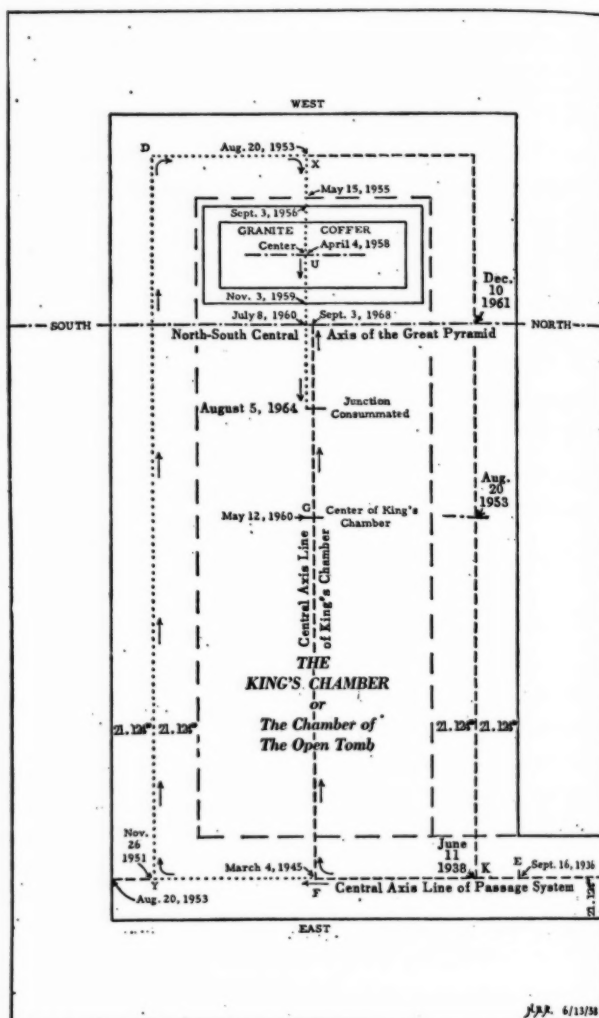 WEST
D
Aug. 20, 1953
X
May 15, 1955
Sept. 3, 1956
GRANITE COFFER
Center
April 4, 1958
U
Nov. 3, 1959
Dec.
10
1961
July 8, 1960
Sept. 3, 1968
SOUTH
North-South Central
Axis of the Great Pyramid
NORTH
August 5, 1964
Junction
Consummated
Aug.
20
1953
G
May 12, 1960
Center of King's
Chamber
Central Axis Line
of King's Chamber
THE
KING'S CHAMBER
or
The Chamber of
The Open Tomb
21.126"
21.126"
21.126"
21.126"
Nov.
26
1951
March 4, 1945
June
11
1938
K
E
Sept. 16, 1936
Y
F
Central Axis Line of Passage System
Aug. 20, 1953
21.126"
EAST
6/13/58